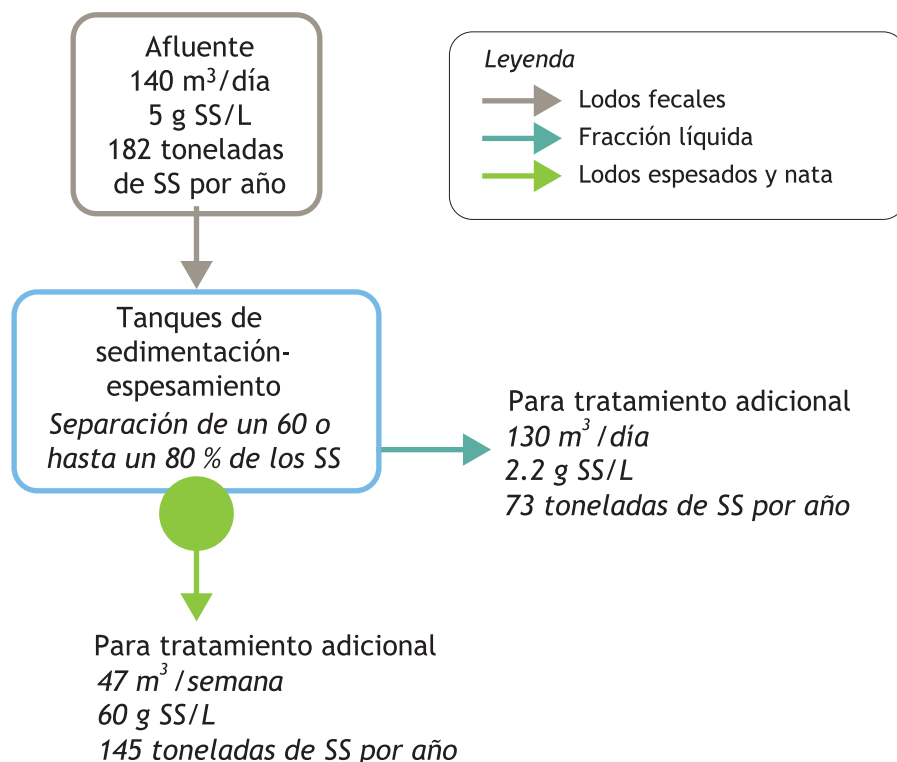 Afluente
140 m³/día
5 g SS/L
182 toneladas
de SS por año
Leyenda
Lodos fecales
Fracción líquida
Lodos espesados y nata
Tanques de
sedimentación-
espesamiento
Separación de un 60 o
hasta un 80 % de los SS
Para tratamiento adicional
130 m³/día
2.2 g SS/L
73 toneladas de SS por año
Para tratamiento adicional
47 m³/semana
60 g SS/L
145 toneladas de SS por año